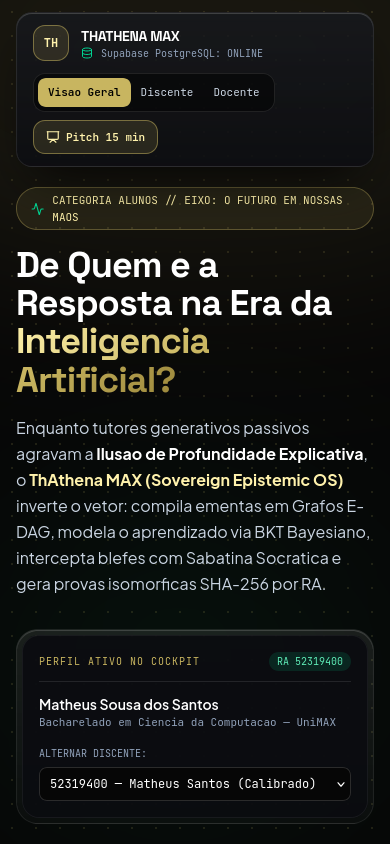 TH
THATHENA MAX
Supabase PostgreSQL: ONLINE
Visao Geral
Discente
Docente
Pitch 15 min
CATEGORIA ALUNOS // EIXO: O FUTURO EM NOSSAS
MAOS
De Quem e a
Resposta na Era da
Inteligencia
Artificial?
Enquanto tutores generativos passivos
agravam a Ilusao de Profundidade Explicativa,
o ThAthena MAX (Sovereign Epistemic OS)
inverte o vetor: compila ementas em Grafos E-
DAG, modela o aprendizado via BKT Bayesiano,
intercepta blefes com Sabatina Socratica e
gera provas isomorficas SHA-256 por RA.
PERFIL ATIVO NO COCKPIT
RA 52319400
Matheus Sousa dos Santos
Bacharelado em Ciencia da Computacao — UniMAX
ALTERNAR DISCENTE:
52319400 — Matheus Santos (Calibrado)